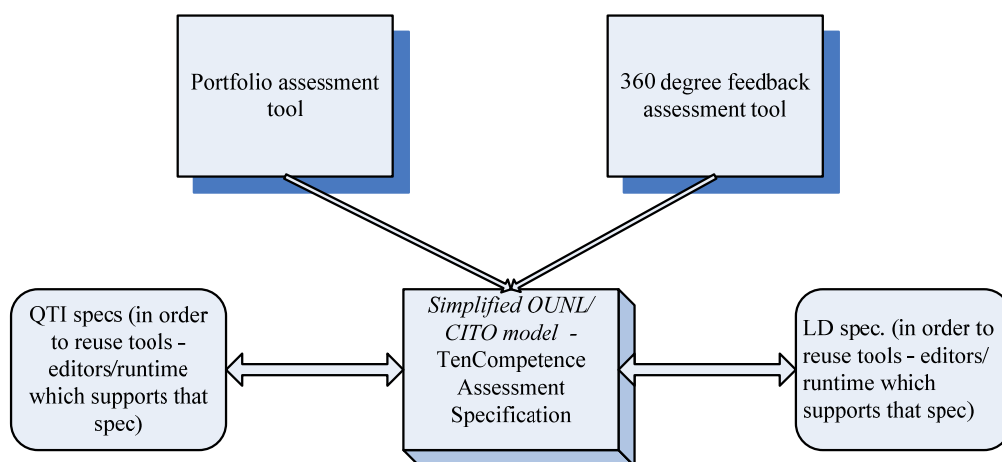 Portfolio assessment
tool
360 degree feedback
assessment tool
QTI specs (in order
to reuse tools -
editors/runtime
which supports that
spec)
Simplified OUNL/
CITO model -
TenCompetence
Assessment
Specification
LD spec. (in order to
reuse tools - editors/
runtime which
supports that spec)